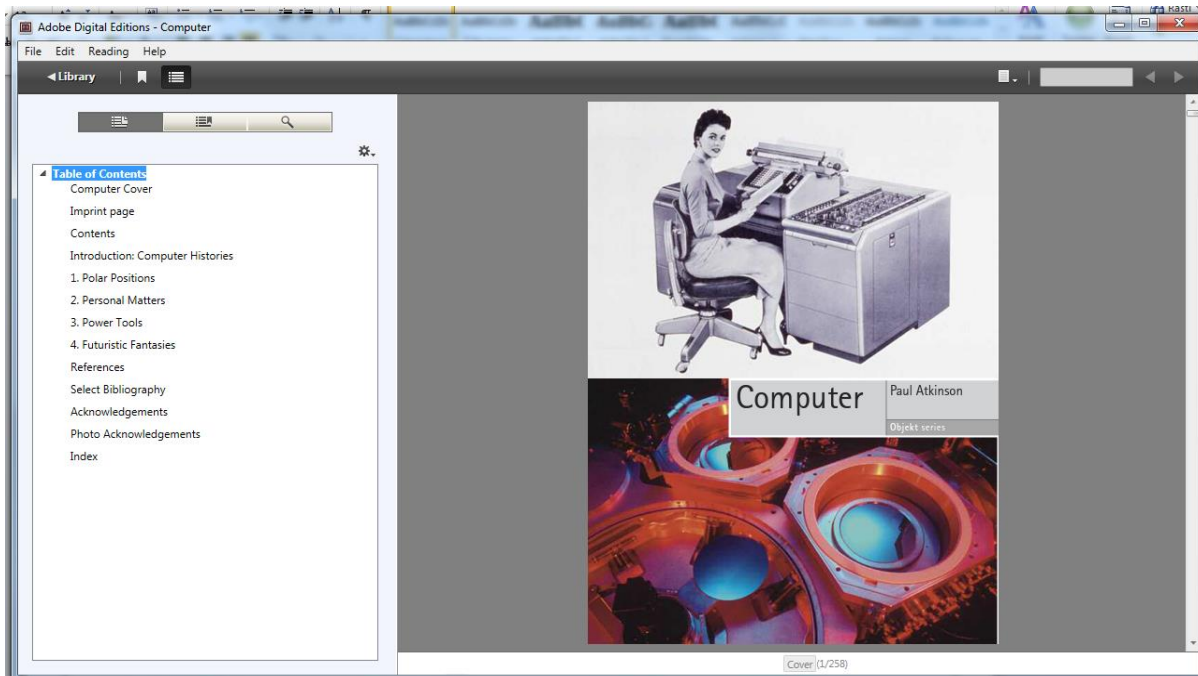 Rasti
Adobe Digital Editions - Computer
File Edit Reading Help
Library
Table of Contents
Computer Cover
Imprint page
Contents
Introduction: Computer Histories
1. Polar Positions
2. Personal Matters
3. Power Tools
4. Futuristic Fantasies
References
Select Bibliography
Acknowledgements
Photo Acknowledgements
Index
Computer
Paul Atkinson
Objekt series
Cover (1/258)